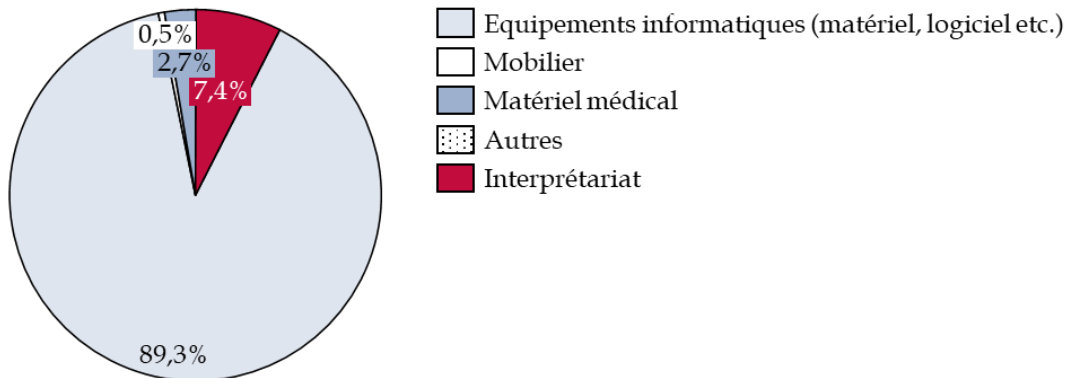 0,5%
2,7%
7,4%
89,3%
Equipements informatiques (matériel, logiciel etc.)
Mobilier
Matériel médical
Autres
Interprétariat